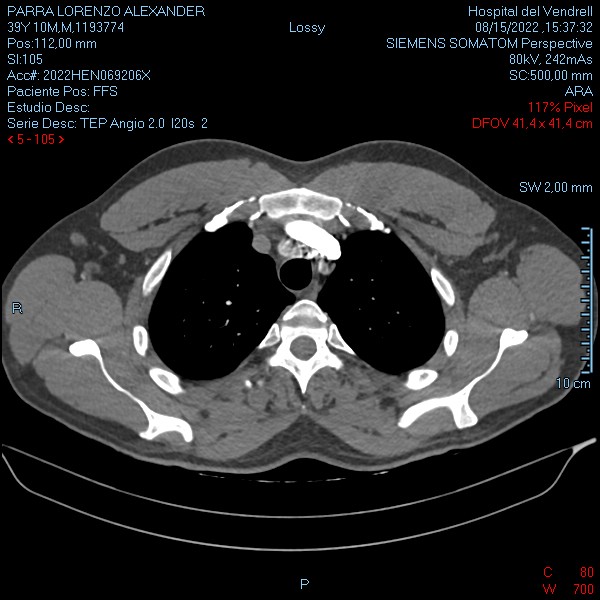 PARRA LORENZO ALEXANDER
39Y 10M,M,1193774
Pos:112,00 mm
SI:105
Acc#: 2022HEN069206X
Paciente Pos: FFS
Estudio Desc:
Serie Desc: TEP Angio 2.0 I20s 2
< 5 - 105 >
Lossy
Hospital del Vendrell
08/15/2022 ,15:37:32
SIEMENS SOMATOM Perspective
80kV, 242mAs
SC:500,00 mm
ARA
117% Pixel
DFOV 41,4 x 41,4 cm
SW 2,00 mm
R
10 cm
P
C 80
W 700